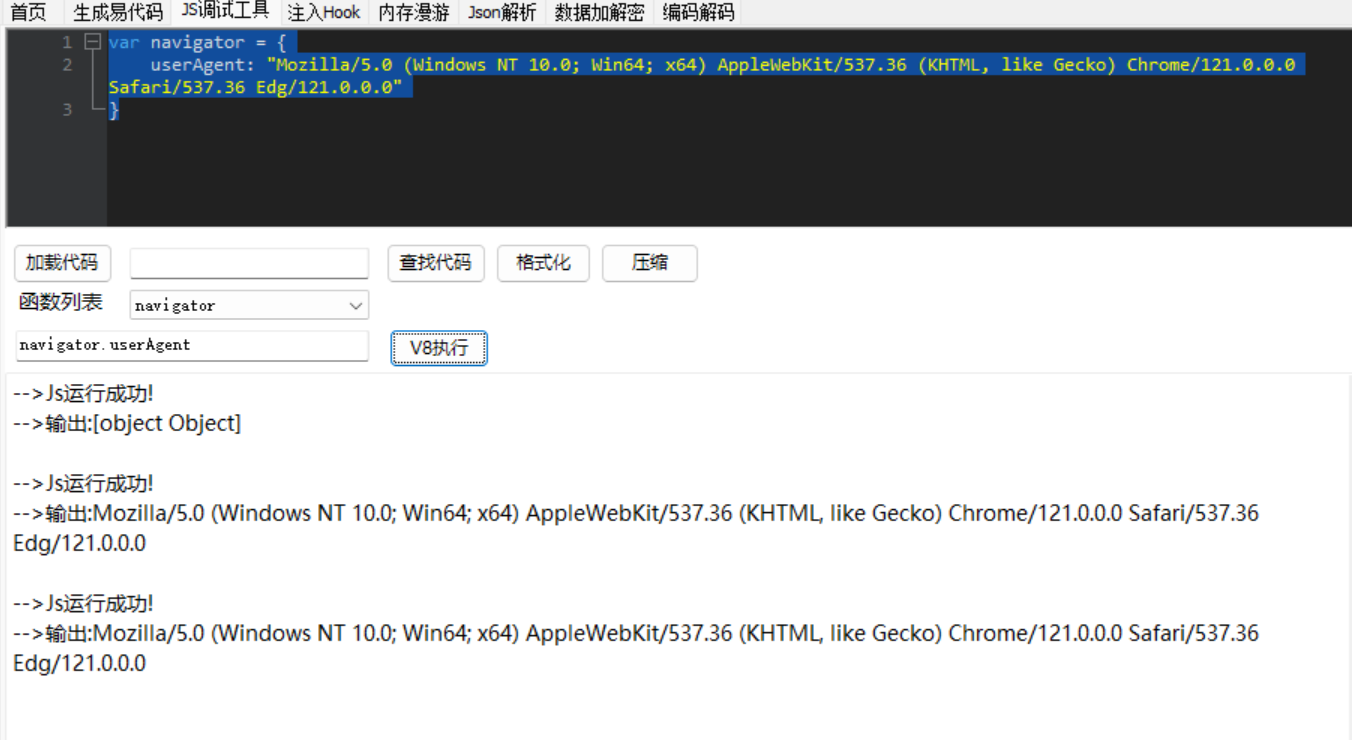 首页 生成易代码 JS调试工具 注入Hook 内存漫游 Json解析 数据加解密 编码解码
1 var navigator = {
2 userAgent: "Mozilla/5.0 (Windows NT 10.0; Win64; x64) AppleWebKit/537.36 (KHTML, like Gecko) Chrome/121.0.0.0
Safari/537.36 Edg/121.0.0.0"
3 }
加载代码 查找代码 格式化 压缩
函数列表 navigator
navigator.userAgent V8执行
-->Js运行成功!
-->输出:[object Object]
-->Js运行成功!
-->输出:Mozilla/5.0 (Windows NT 10.0; Win64; x64) AppleWebKit/537.36 (KHTML, like Gecko) Chrome/121.0.0.0 Safari/537.36
Edg/121.0.0.0
-->Js运行成功!
-->输出:Mozilla/5.0 (Windows NT 10.0; Win64; x64) AppleWebKit/537.36 (KHTML, like Gecko) Chrome/121.0.0.0 Safari/537.36
Edg/121.0.0.0